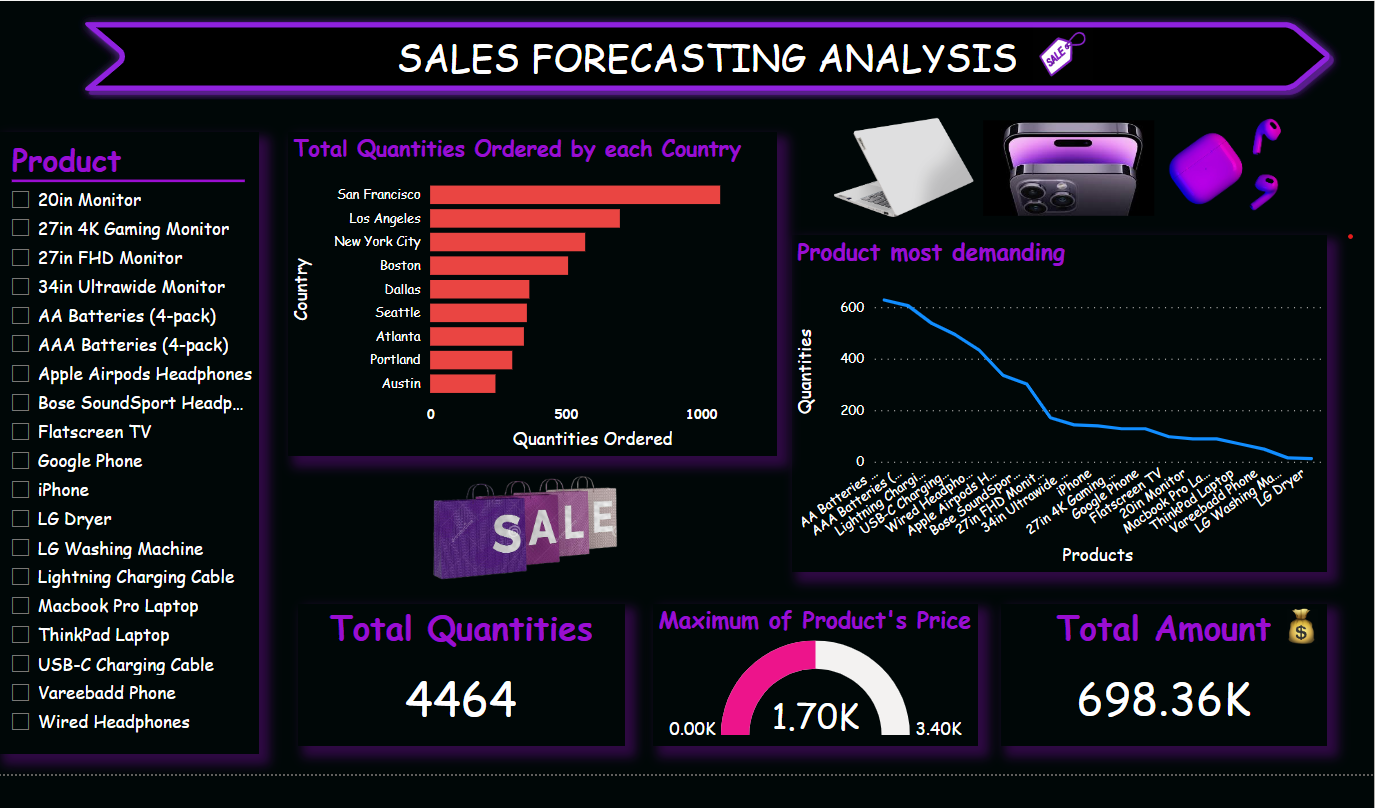 SALES FORECASTING ANALYSIS
SALE
Product
20in Monitor
27in 4K Gaming Monitor
27in FHD Monitor
34in Ultrawide Monitor
AA Batteries (4-pack)
AAA Batteries (4-pack)
Apple Airpods Headphones
Bose SoundSport Headp...
Flatscreen TV
Google Phone
iPhone
LG Dryer
LG Washing Machine
Lightning Charging Cable
Macbook Pro Laptop
ThinkPad Laptop
USB-C Charging Cable
Vareebadd Phone
Wired Headphones
Total Quantities Ordered by each Country
Country
San Francisco
Los Angeles
New York City
Boston
Dallas
Seattle
Atlanta
Portland
Austin
0 500 1000
Quantities Ordered
Product most demanding
Quantities
600
400
200
0
AA Batteries ...
AAA Batteries (...
Lightning Chargi...
USB-C Charging...
Wired Headpho...
Apple Airpods H...
Bose SoundSpor...
27in FHD Monit...
34in Ultrawide ...
iPhone
27in 4K Gaming ...
Google Phone
Flatscreen TV
20in Monitor
Macbook Pro La...
ThinkPad Laptop
Vareebadd Phone
LG Washing Ma...
LG Dryer
Products
SALE
Total Quantities
4464
Maximum of Product's Price
0.00K 1.70K 3.40K
Total Amount
698.36K